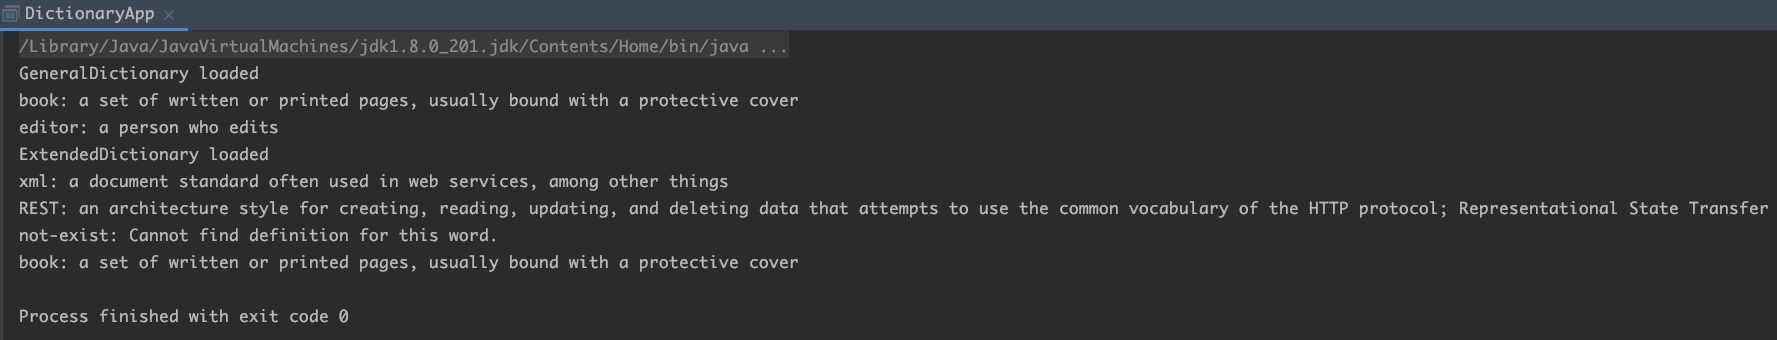 DictionaryApp ×
/Library/Java/JavaVirtualMachines/jdk1.8.0_201.jdk/Contents/Home/bin/java ...
GeneralDictionary loaded
book: a set of written or printed pages, usually bound with a protective cover
editor: a person who edits
ExtendedDictionary loaded
xml: a document standard often used in web services, among other things
REST: an architecture style for creating, reading, updating, and deleting data that attempts to use the common vocabulary of the HTTP protocol; Representational State Transfer
not-exist: Cannot find definition for this word.
book: a set of written or printed pages, usually bound with a protective cover
Process finished with exit code 0